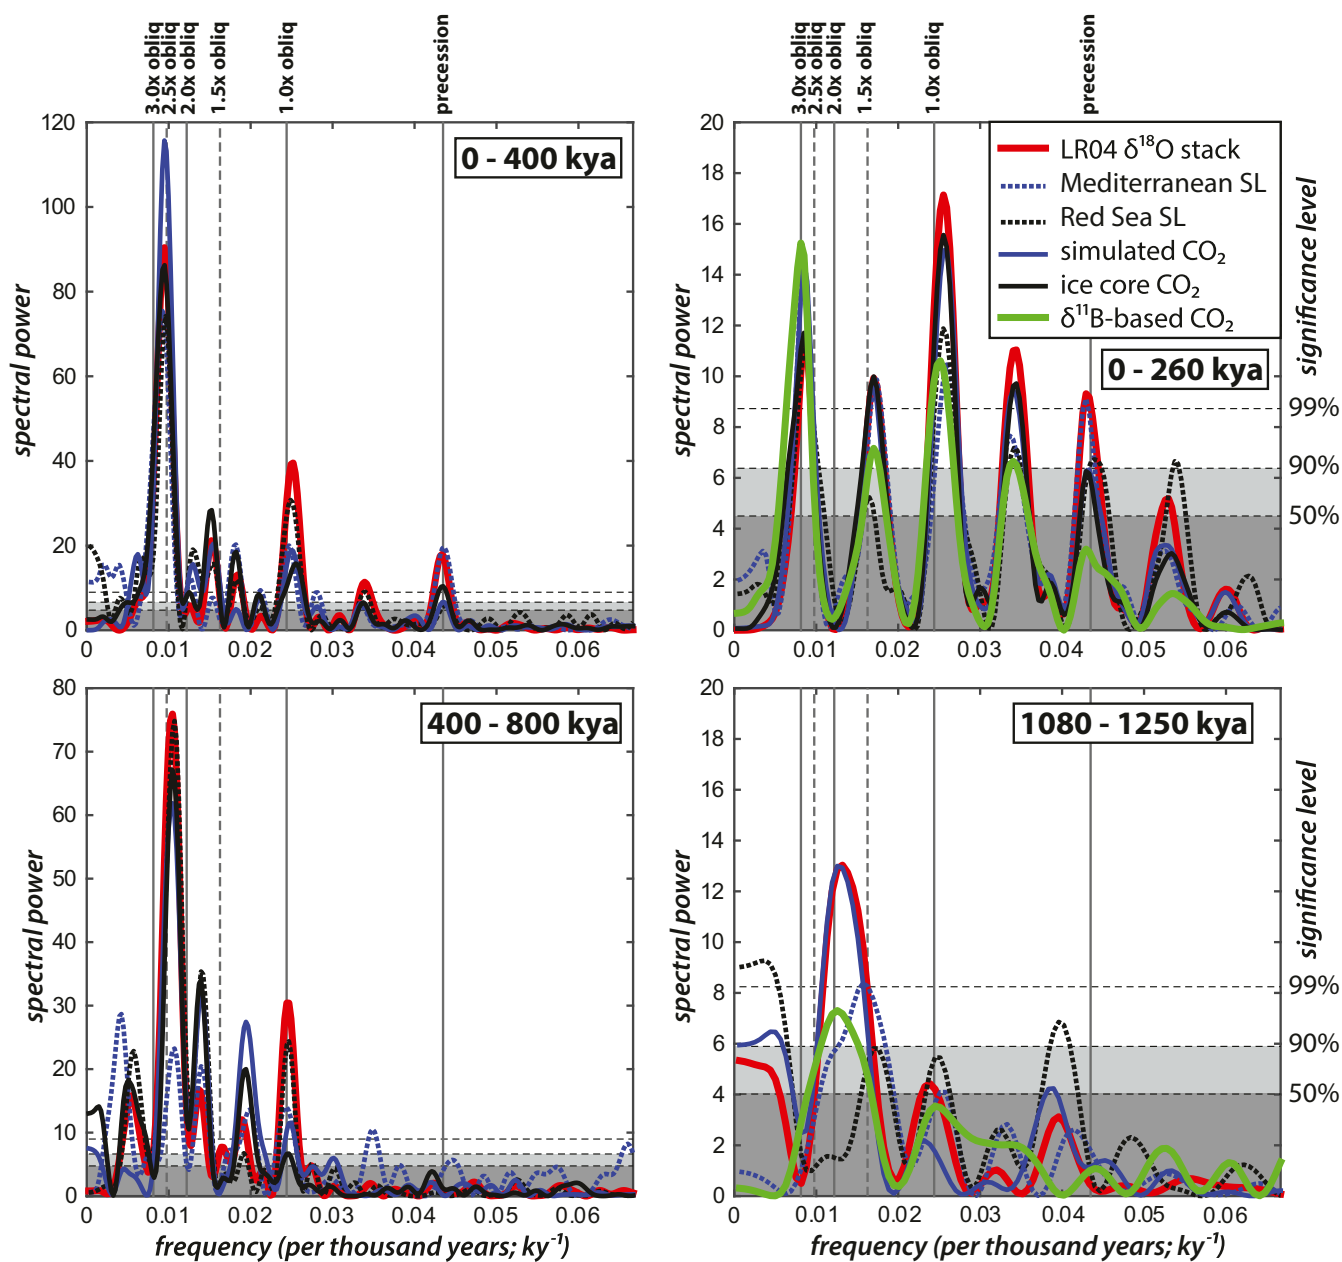 3.0x obliq
2.5x obliq
2.0x obliq
1.5x obliq
1.0x obliq
precession
3.0x obliq
2.5x obliq
2.0x obliq
1.5x obliq
1.0x obliq
precession
120
100
80
60
40
20
0
spectral power
0 - 400 kya
0 0.01 0.02 0.03 0.04 0.05 0.06
20
18
16
14
12
10
8
6
4
2
0
spectral power
LR04 δ¹⁸O stack
Mediterranean SL
Red Sea SL
simulated CO₂
ice core CO₂
δ¹¹B-based CO₂
0 - 260 kya
significance level
99%
90%
50%
0 0.01 0.02 0.03 0.04 0.05 0.06
80
70
60
50
40
30
20
10
0
spectral power
400 - 800 kya
0 0.01 0.02 0.03 0.04 0.05 0.06
frequency (per thousand years; ky⁻¹)
20
18
16
14
12
10
8
6
4
2
0
spectral power
1080 - 1250 kya
significance level
99%
90%
50%
0 0.01 0.02 0.03 0.04 0.05 0.06
frequency (per thousand years; ky⁻¹)